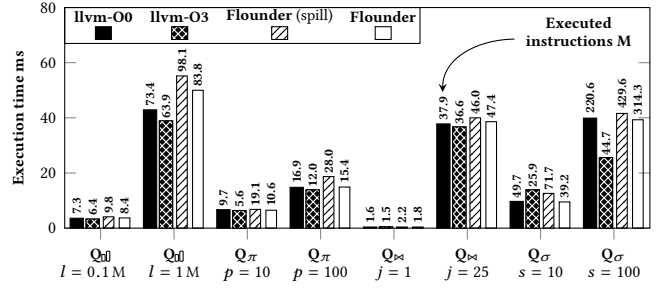 llvm-O0 llvm-O3 Flounder (spill) Flounder
Executed
instructions M
Execution time ms
80
60
40
20
0
7.3 6.4 9.8 8.4
73.4 63.9 98.1 83.8
9.7 5.6 19.1 10.6
16.9 12.0 28.0 15.4
1.6 1.5 2.2 1.8
37.9 36.6 46.0 47.4
49.7 25.9 71.7 39.2
220.6 44.7 429.6 314.3
Q Q Qπ Qπ Q⋈ Q⋈ Qσ Qσ
l = 0.1M l = 1M p = 10 p = 100 j = 1 j = 25 s = 10 s = 100